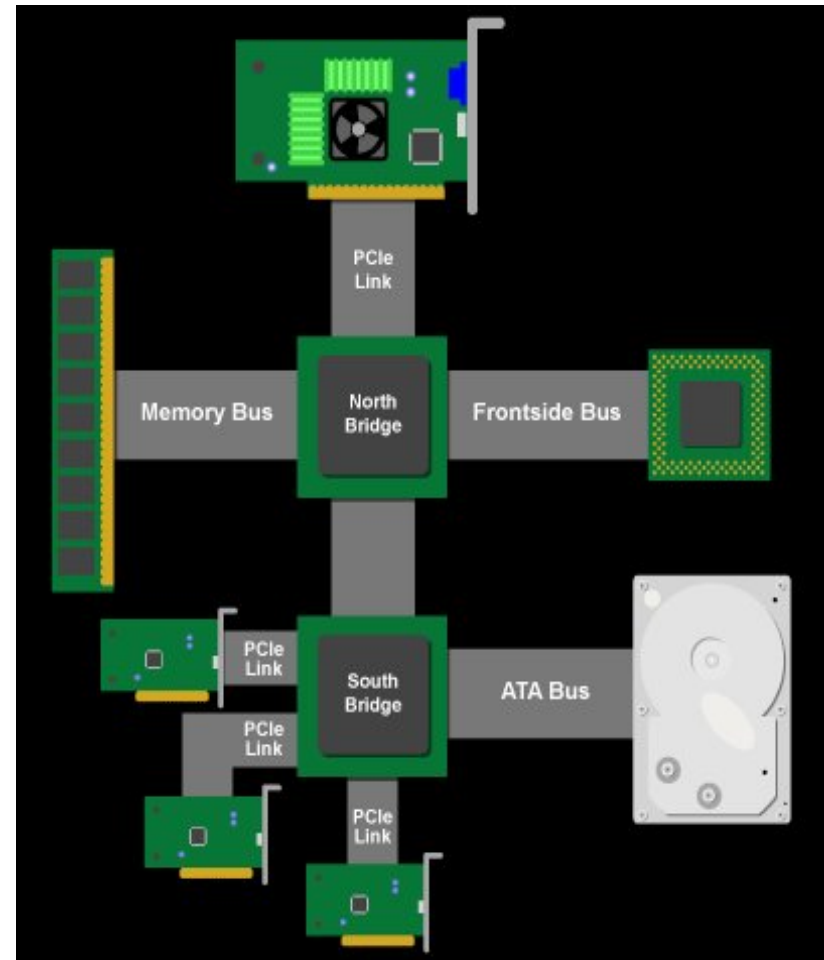 PCIe
Link
Memory Bus
North
Bridge
Frontside Bus
PCIe
Link
South
Bridge
ATA Bus
PCIe
Link
PCIe
Link